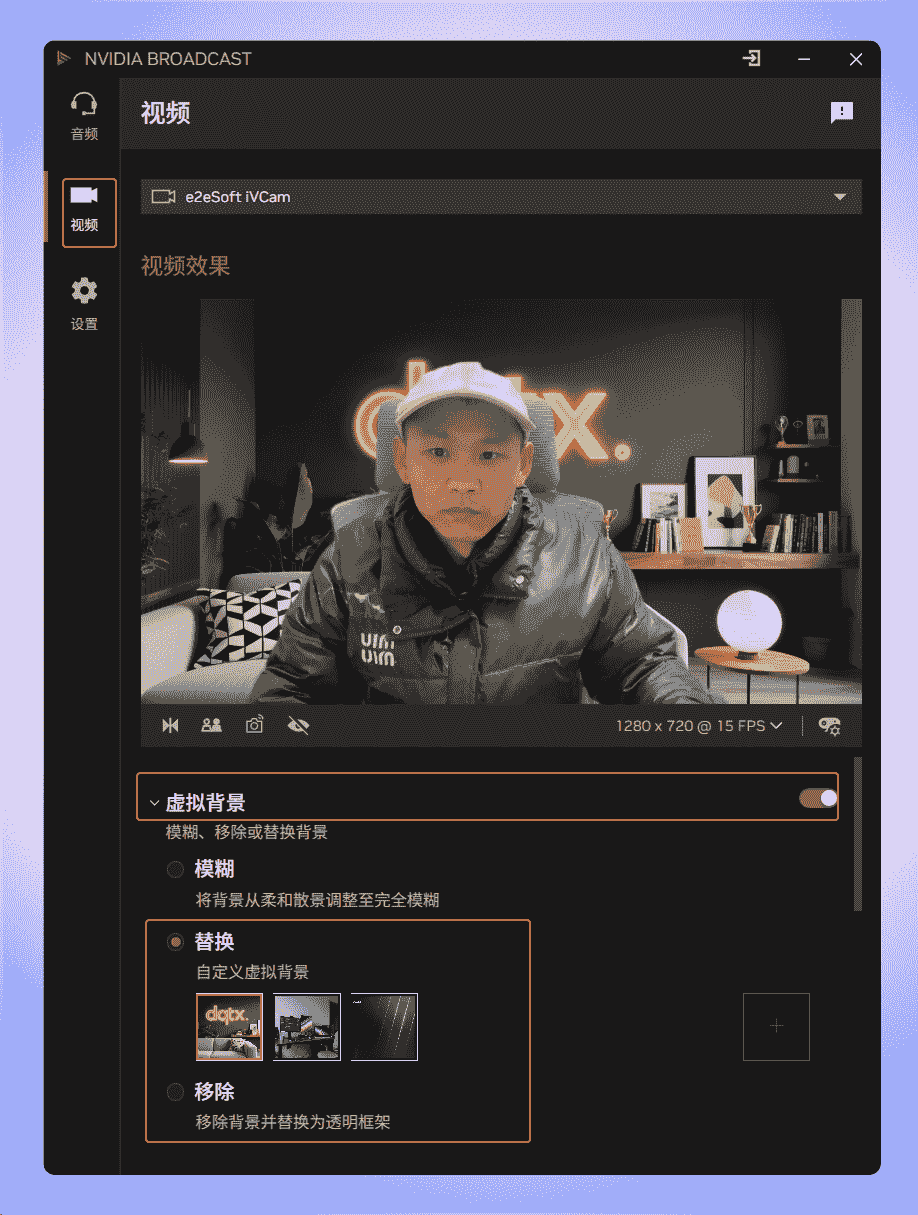 NVIDIA BROADCAST
音频
视频
设置
视频
e2eSoft iVCam
视频效果
1280 x 720 @ 15 FPS
虚拟背景
模糊、移除或替换背景
模糊
将背景从柔和散景调整至完全模糊
替换
自定义虚拟背景
dqtx.
移除
移除背景并替换为透明框架